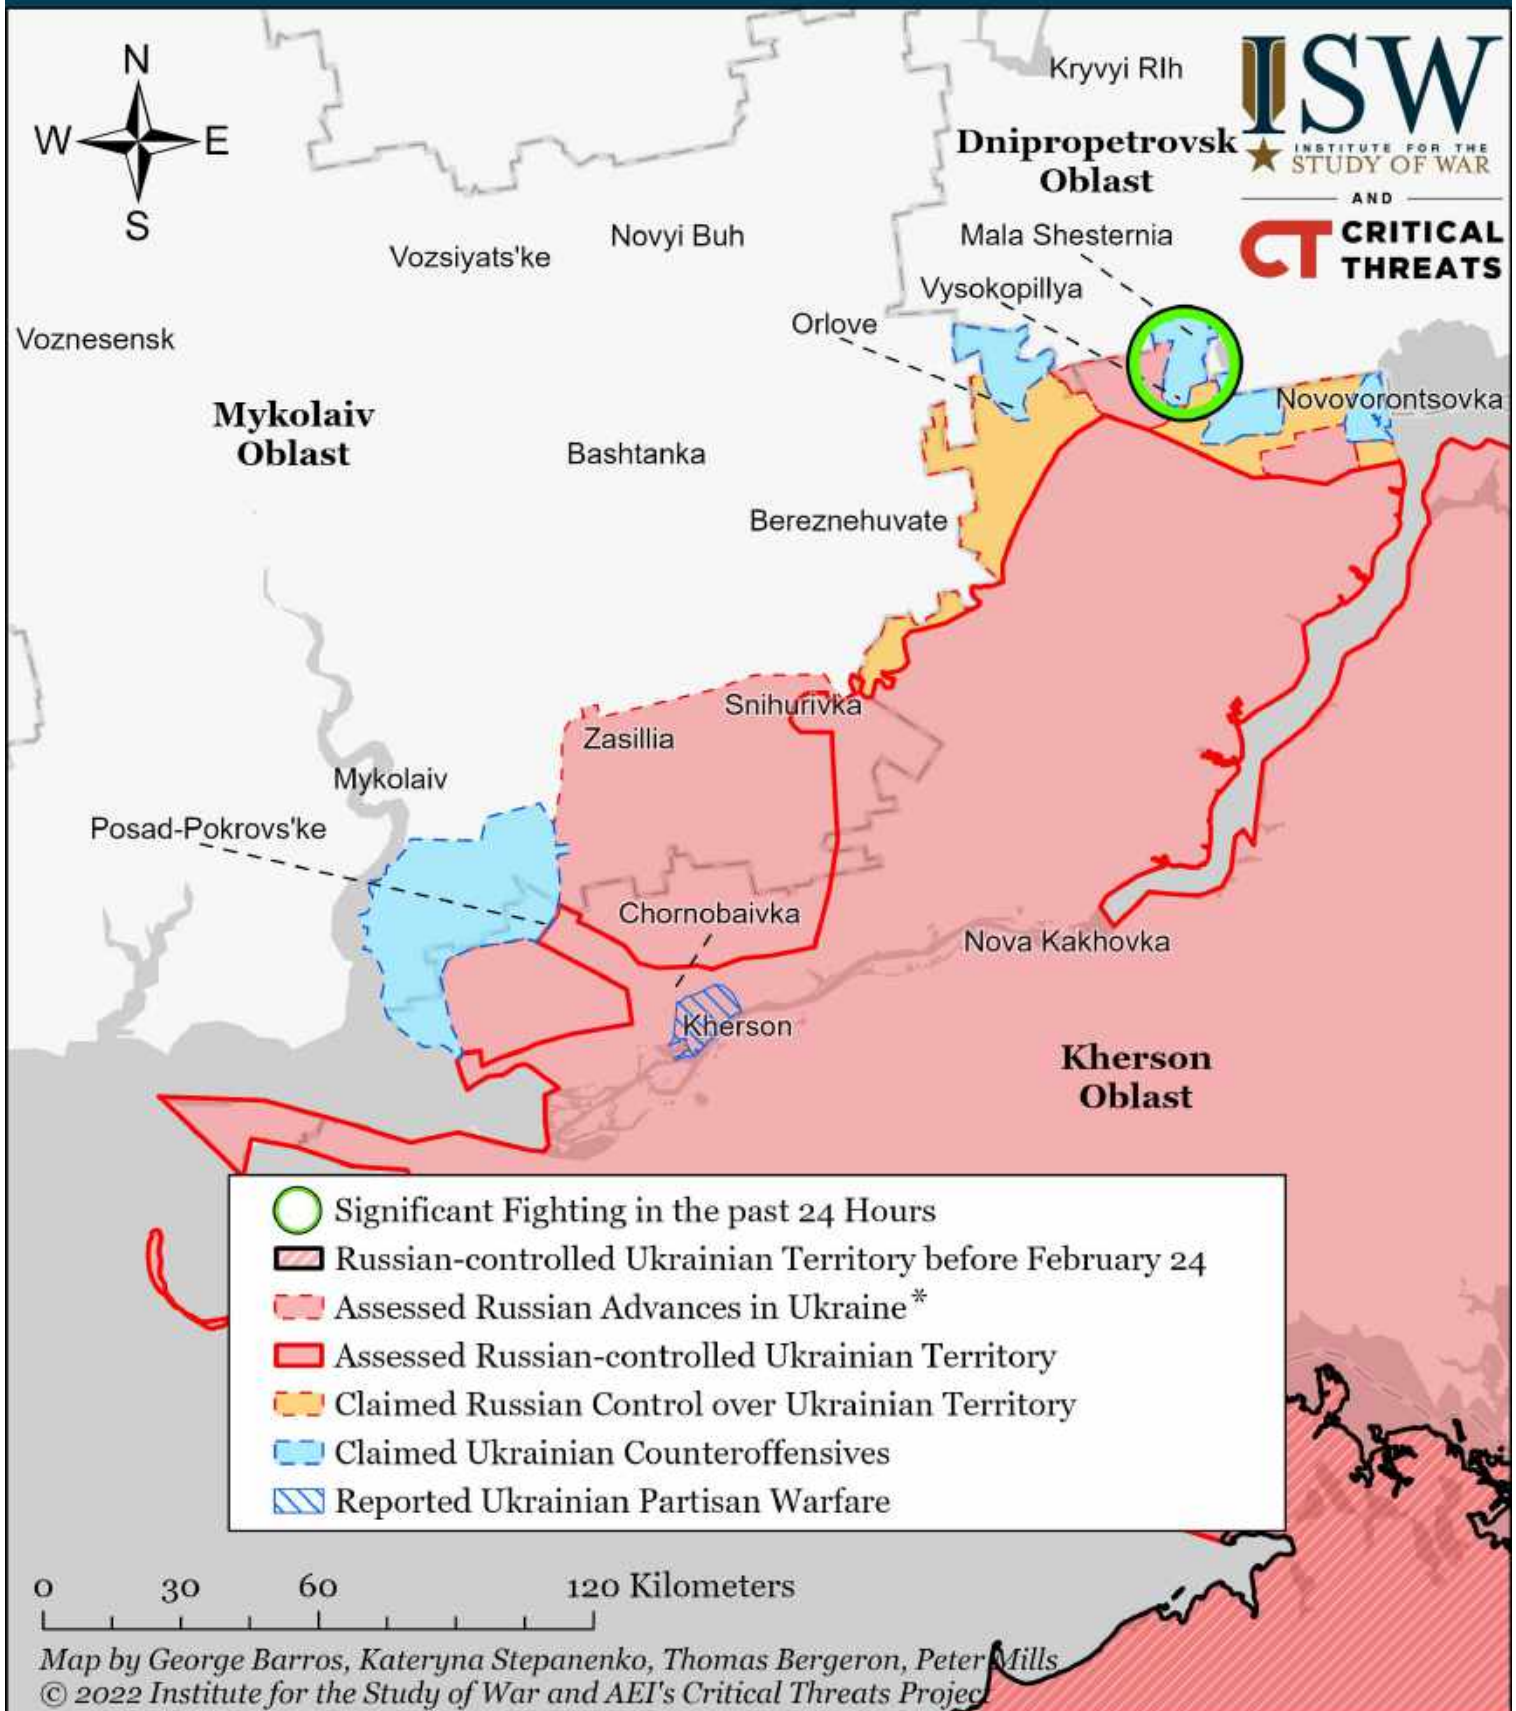 N
W E
S
Kryvyi RIh
ISW
INSTITUTE FOR THE
STUDY OF WAR
AND
CT CRITICAL
THREATS
Dnipropetrovsk
Oblast
Mala Shesternia
Novyi Buh
Vozsiyats'ke
Vysokopillya
Orlove
Voznesensk
Novovorontsovka
Mykolaiv
Oblast
Bashtanka
Bereznehuvate
Snihurivka
Zasillia
Mykolaiv
Posad-Pokrovs'ke
Chornobaivka
Nova Kakhovka
Kherson
Kherson
Oblast
Significant Fighting in the past 24 Hours
Russian-controlled Ukrainian Territory before February 24
Assessed Russian Advances in Ukraine*
Assessed Russian-controlled Ukrainian Territory
Claimed Russian Control over Ukrainian Territory
Claimed Ukrainian Counteroffensives
Reported Ukrainian Partisan Warfare
0 30 60 120 Kilometers
Map by George Barros, Kateryna Stepanenko, Thomas Bergeron, Peter Mills
© 2022 Institute for the Study of War and AEI's Critical Threats Project